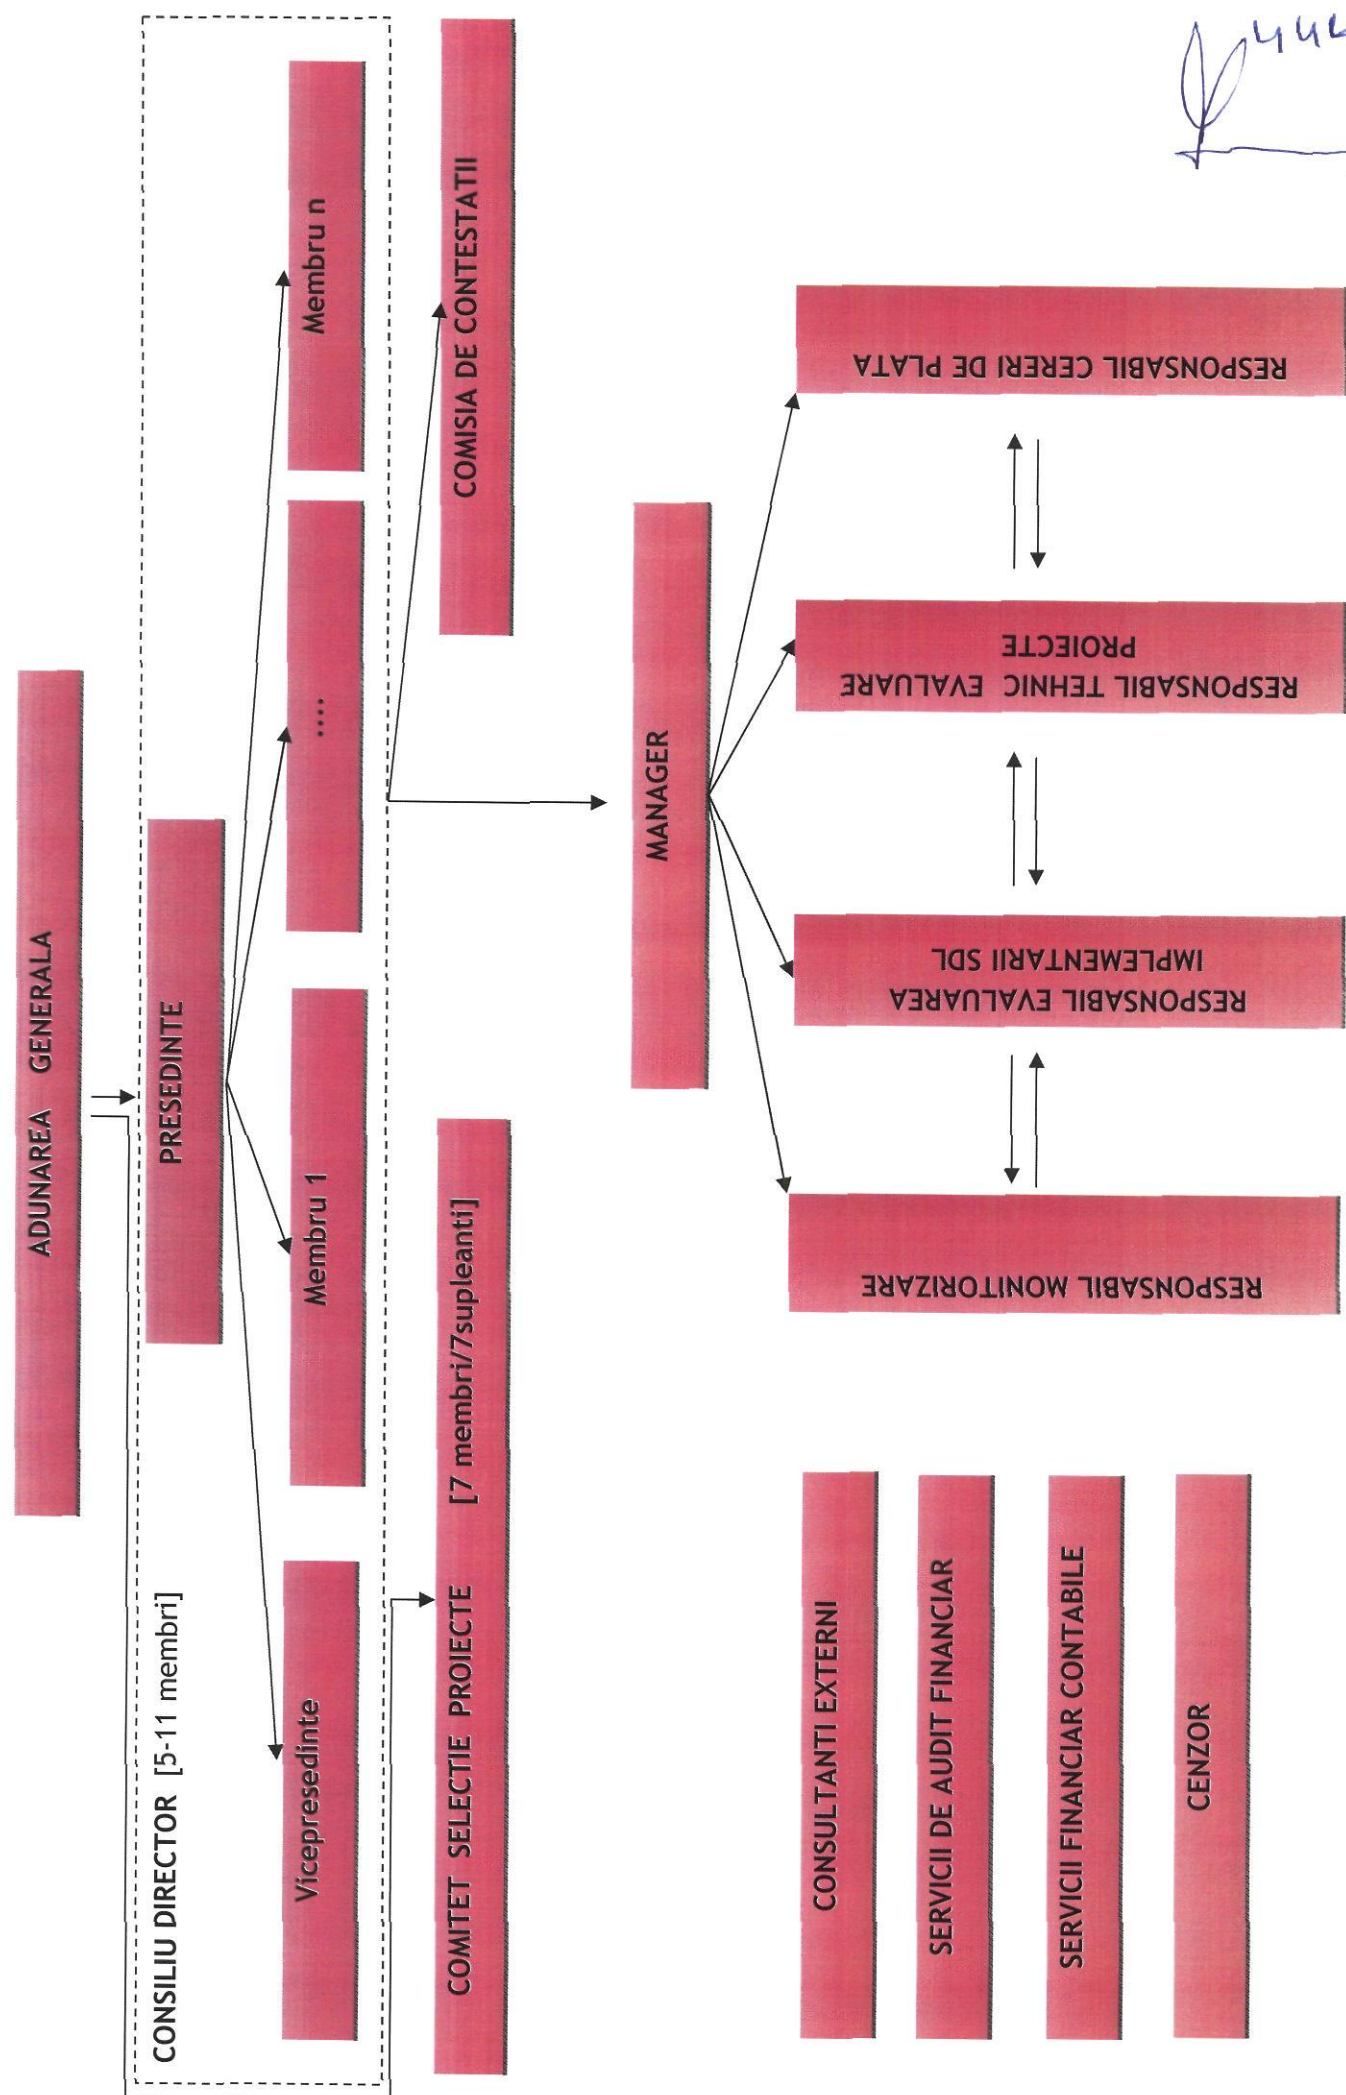 ADUNAREA GENERALA
CONSILIU DIRECTOR [5-11 membri]
PRESEDINTE
Vicepresedinte
Membru 1
....
Membru n
COMITET SELECTIE PROIECTE [7 membri/7supleanti]
COMISIA DE CONTESTATII
MANAGER
CONSULTANTI EXTERNI
SERVICII DE AUDIT FINANCIAR
SERVICII FINANCIAR CONTABILE
CENZOR
RESPONSABIL MONITORIZARE
RESPONSABIL EVALUAREA
IMPLEMENTARII SDL
RESPONSABIL TEHNIC EVALUARE
PROIECTE
RESPONSABIL CERERI DE PLATA